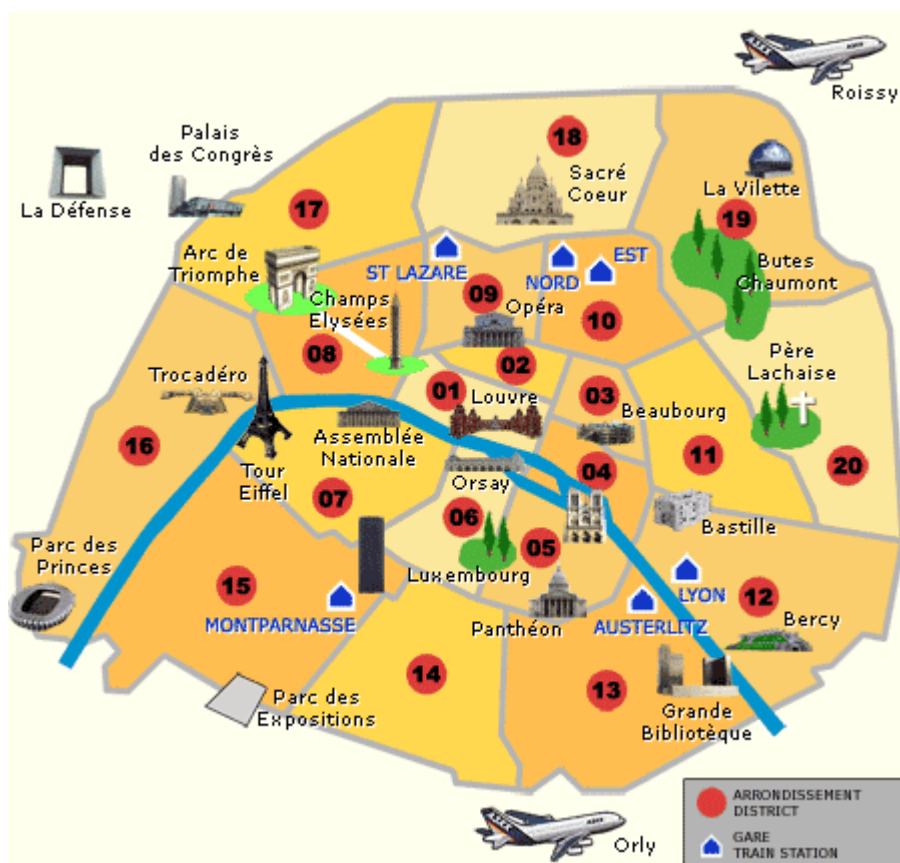 Roissy
18
Palais
des Congrès
Sacré
Coeur
La Vilette
La Défense
17
19
Arc de
Triomphe
ST LAZARE
NORD
EST
Butes
Chaumont
Champs
Elysées
09
Opéra
10
08
02
Père
Lachaise
Trocadéro
01
Louvre
03
Beaubourg
16
Assemblée
Nationale
11
20
Tour
Eiffel
07
Orsay
04
06
05
Bastille
Parc des
Princes
15
Luxembourg
MONTPARNASSE
Panthéon
AUSTERLITZ
LYON
12
Bercy
14
13
Parc des
Expositions
Grande
Bibliotèque
Orly
ARRONDISSEMENT
DISTRICT
GARE
TRAIN STATION